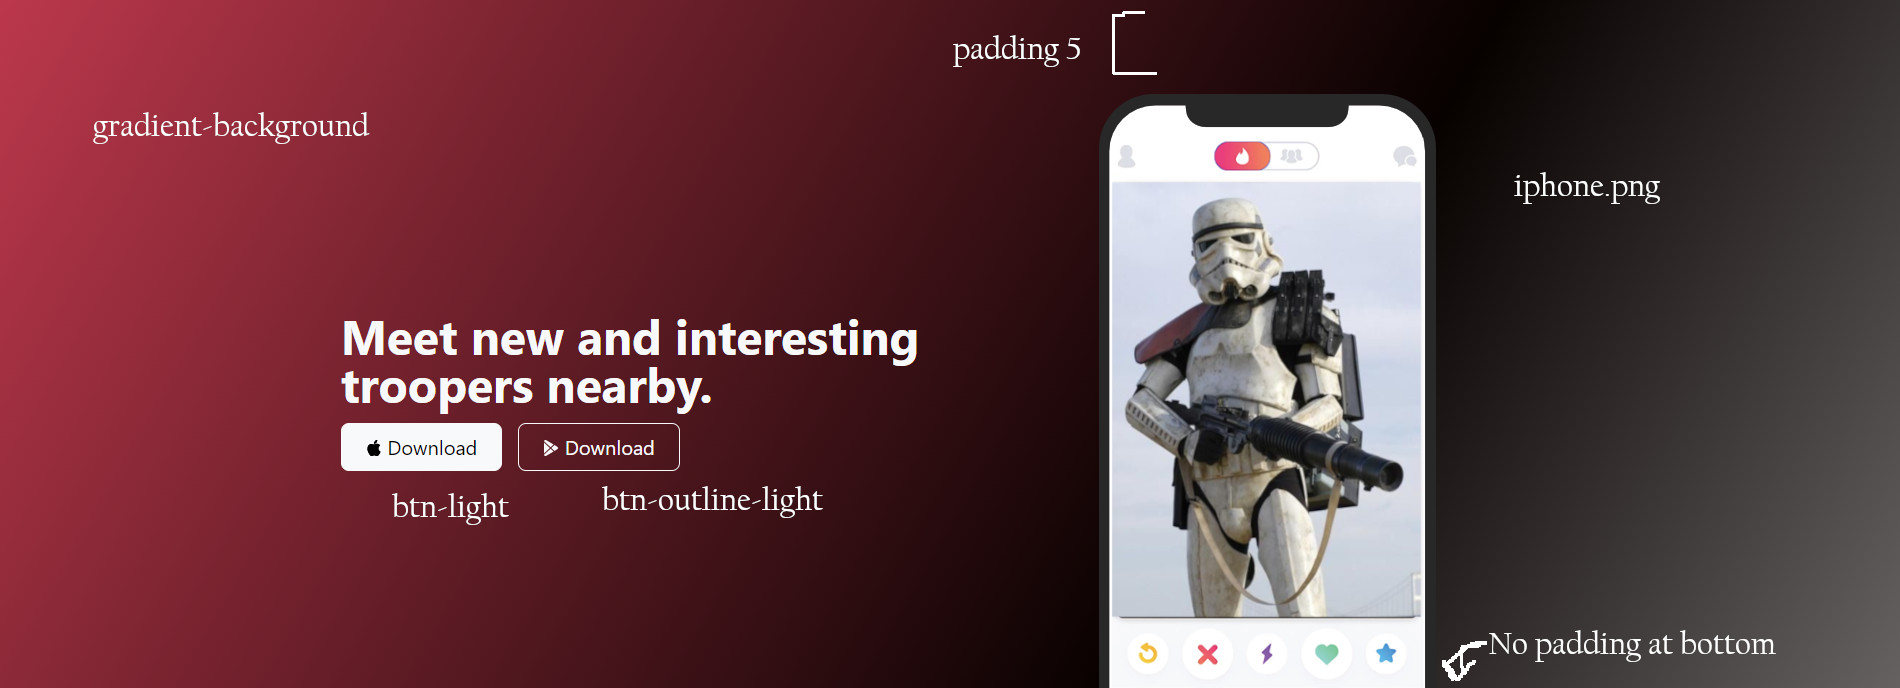 padding 5
gradient-background
iphone.png
Meet new and interesting
troopers nearby.
Download
Download
btn-light
btn-outline-light
No padding at bottom